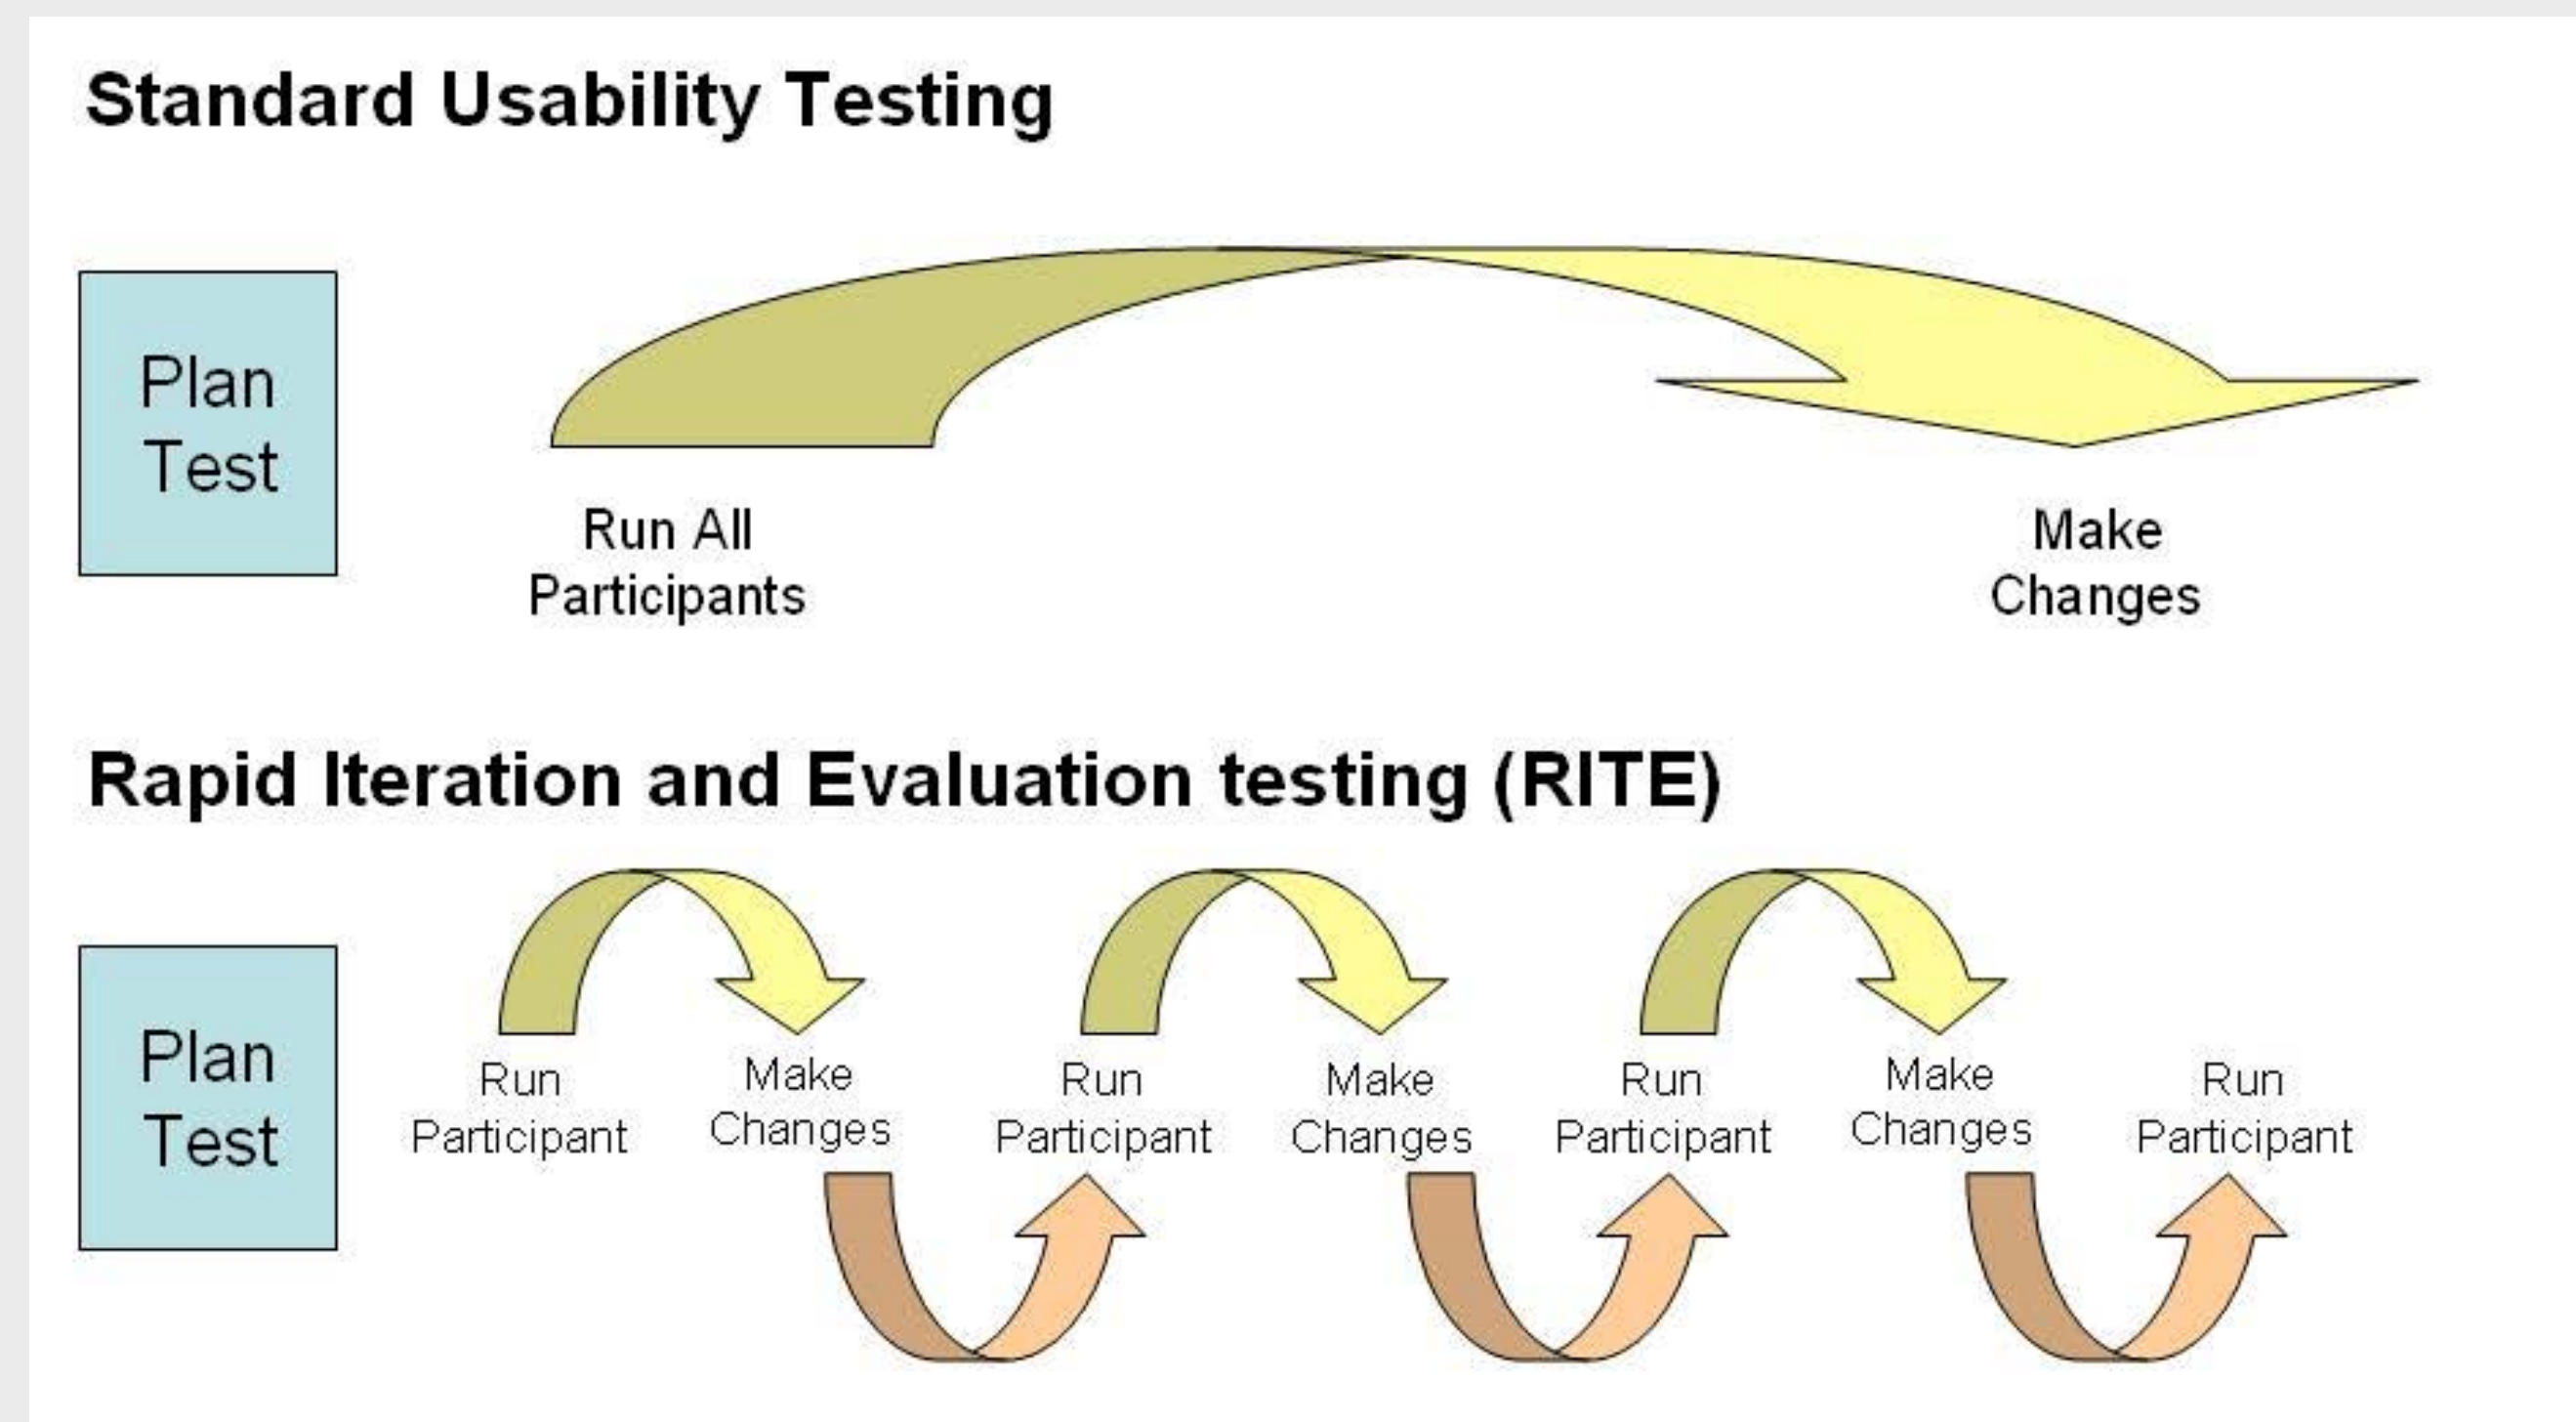 Standard Usability Testing
Plan
Test
Run All
Participants
Make
Changes
Rapid Iteration and Evaluation testing (RITE)
Plan
Test
Run
Participant
Make
Changes
Run
Participant
Make
Changes
Run
Participant
Make
Changes
Run
Participant